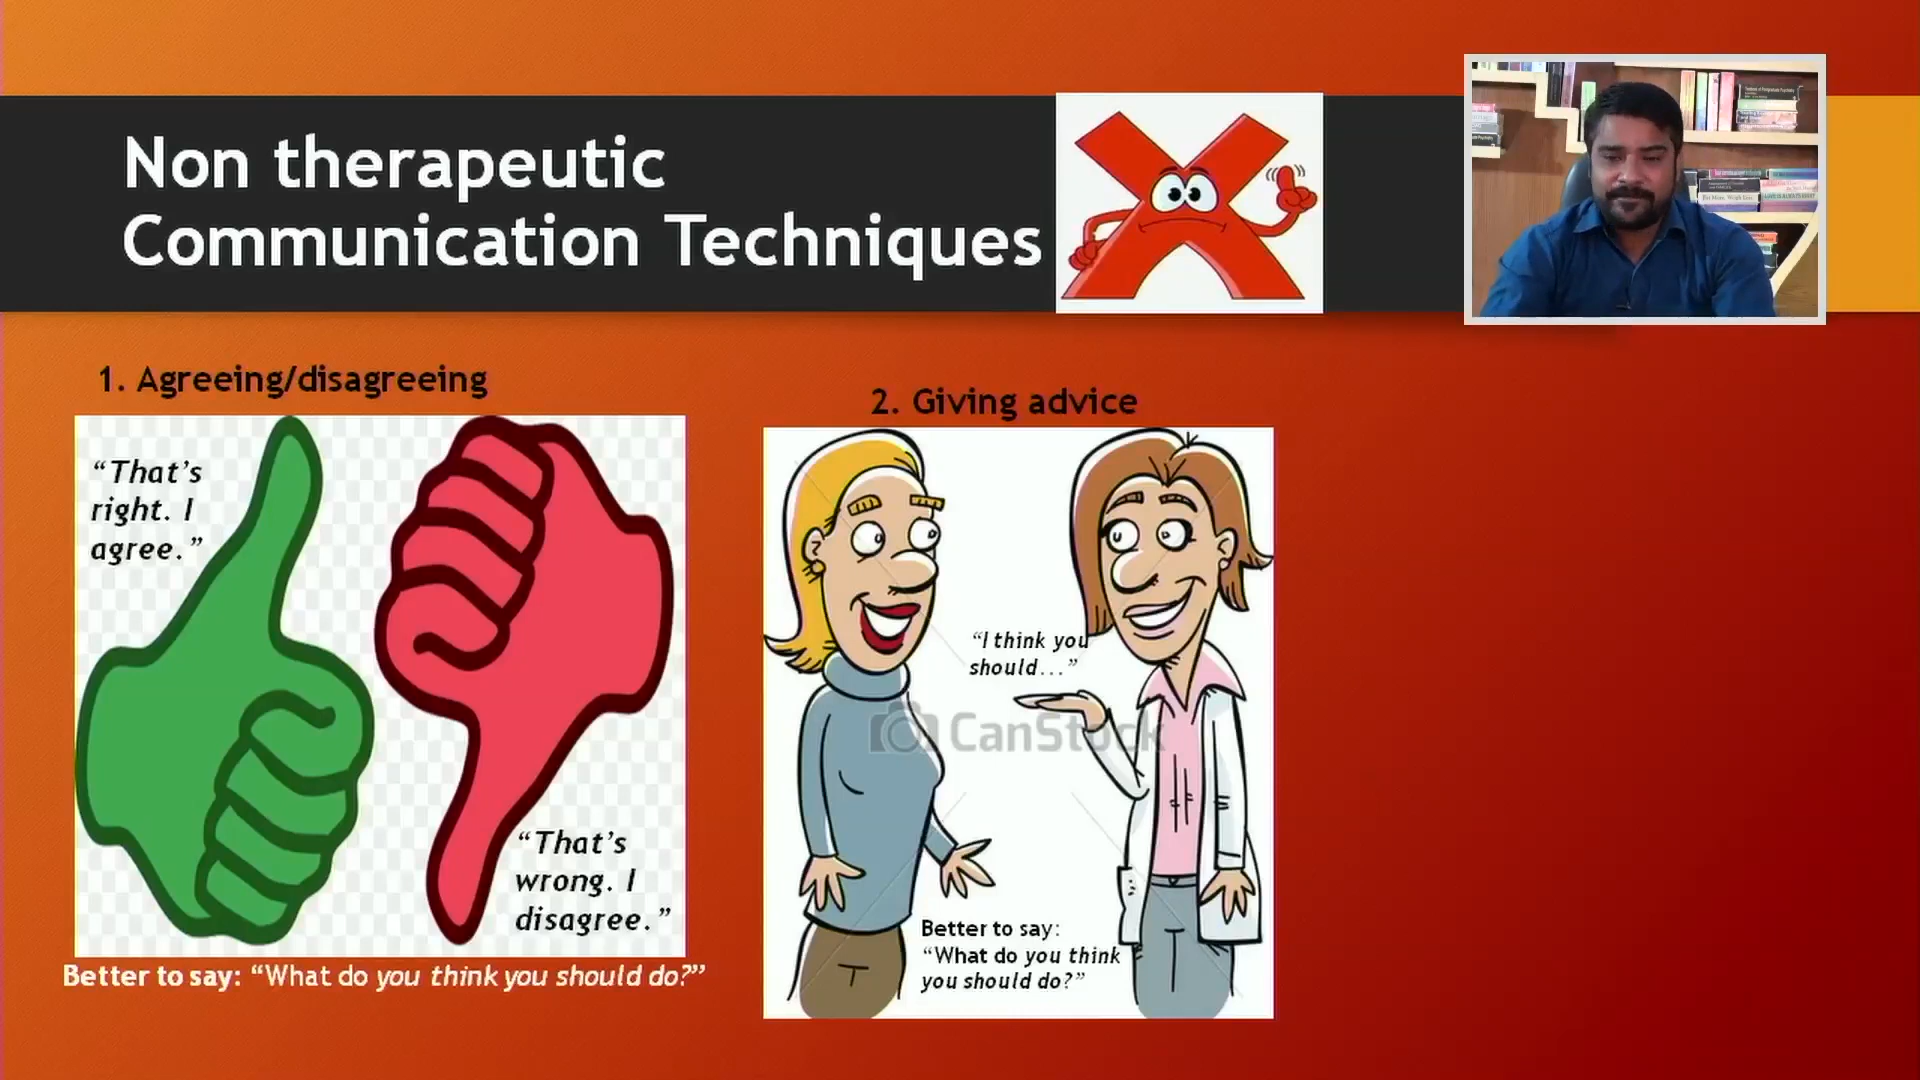 Non therapeutic
Communication Techniques
1. Agreeing/disagreeing
“That’s
right. I
agree.”
“That’s
wrong. I
disagree.”
Better to say: “What do you think you should do?”
2. Giving advice
“I think you
should...”
CanStock
Better to say:
“What do you think
you should do?”